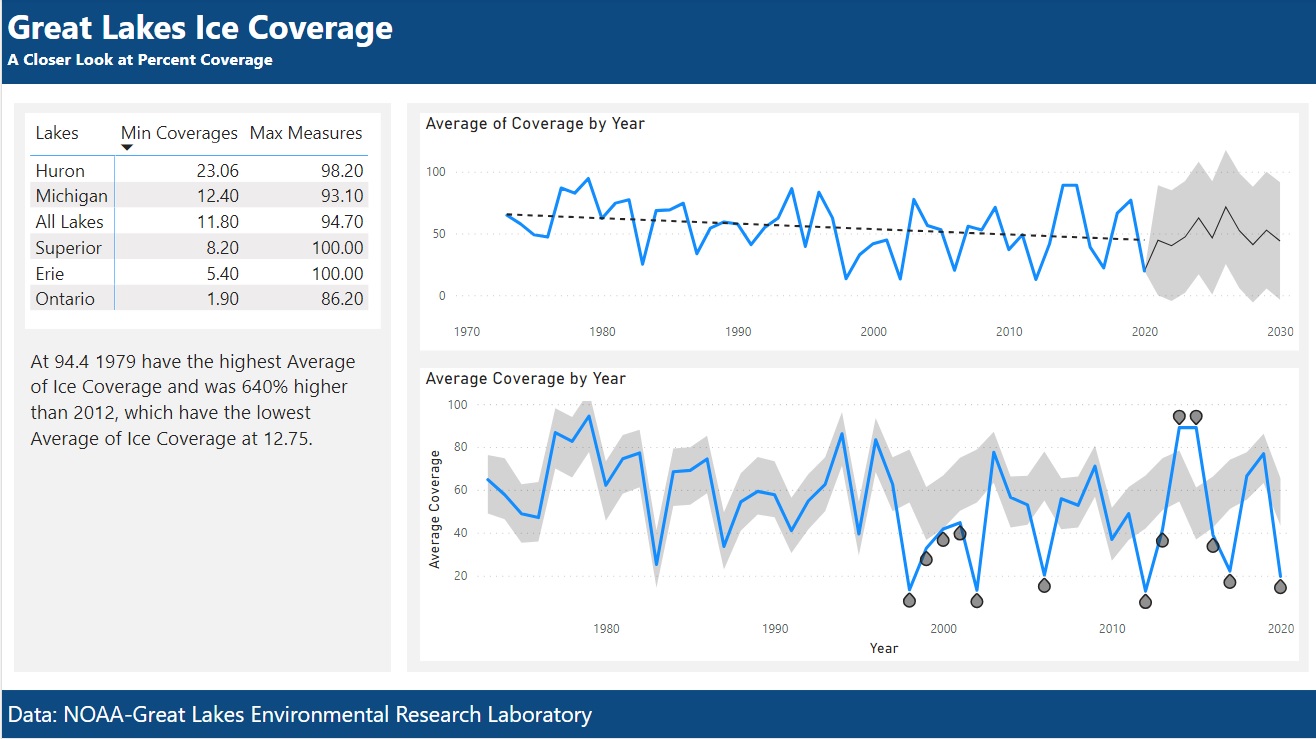 Great Lakes Ice Coverage
A Closer Look at Percent Coverage
Lakes Min Coverages Max Measures
Huron 23.06 98.20
Michigan 12.40 93.10
All Lakes 11.80 94.70
Superior 8.20 100.00
Erie 5.40 100.00
Ontario 1.90 86.20
At 94.4 1979 have the highest Average
of Ice Coverage and was 640% higher
than 2012, which have the lowest
Average of Ice Coverage at 12.75.
Average of Coverage by Year
100
50
0
1970 1980 1990 2000 2010 2020 2030
Average Coverage by Year
Average Coverage
100
80
60
40
20
1980 1990 2000 2010 2020
Year
Data: NOAA-Great Lakes Environmental Research Laboratory